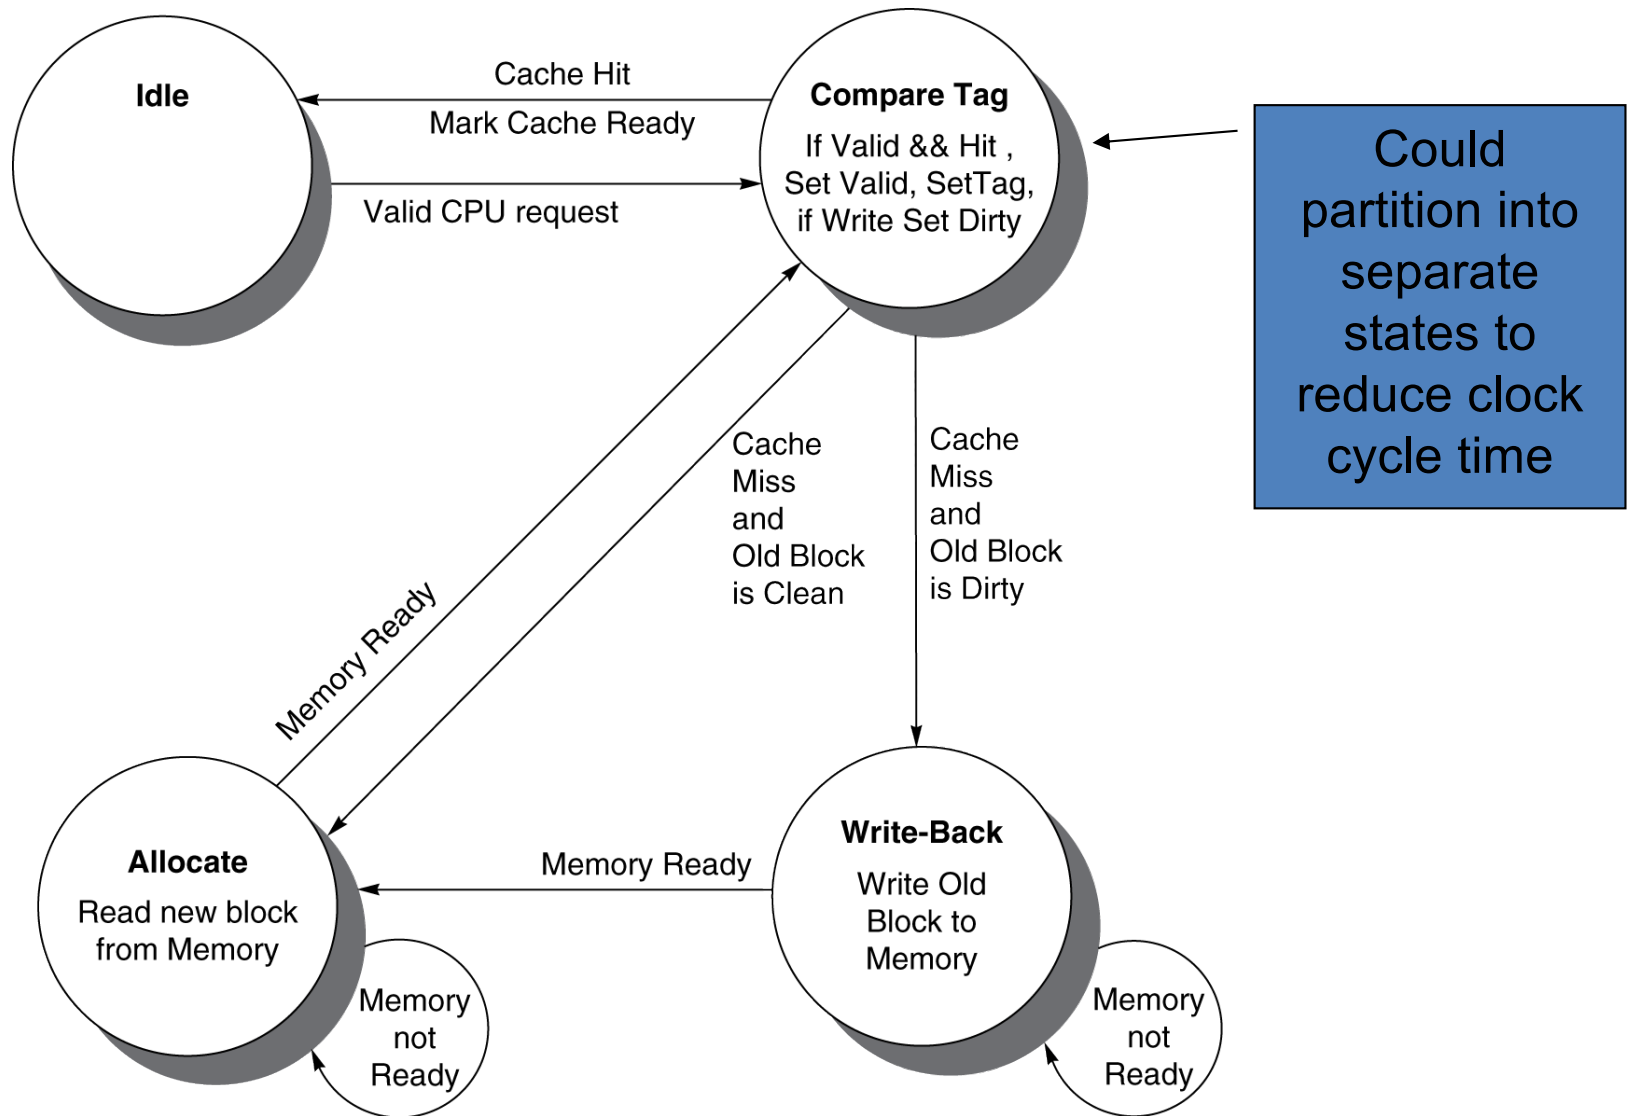 Idle
Cache Hit
Mark Cache Ready
Valid CPU request
Compare Tag
If Valid && Hit ,
Set Valid, SetTag,
if Write Set Dirty
Could
partition into
separate
states to
reduce clock
cycle time
Cache
Miss
and
Old Block
is Clean
Cache
Miss
and
Old Block
is Dirty
Memory Ready
Allocate
Read new block
from Memory
Memory
not
Ready
Memory Ready
Write-Back
Write Old
Block to
Memory
Memory
not
Ready